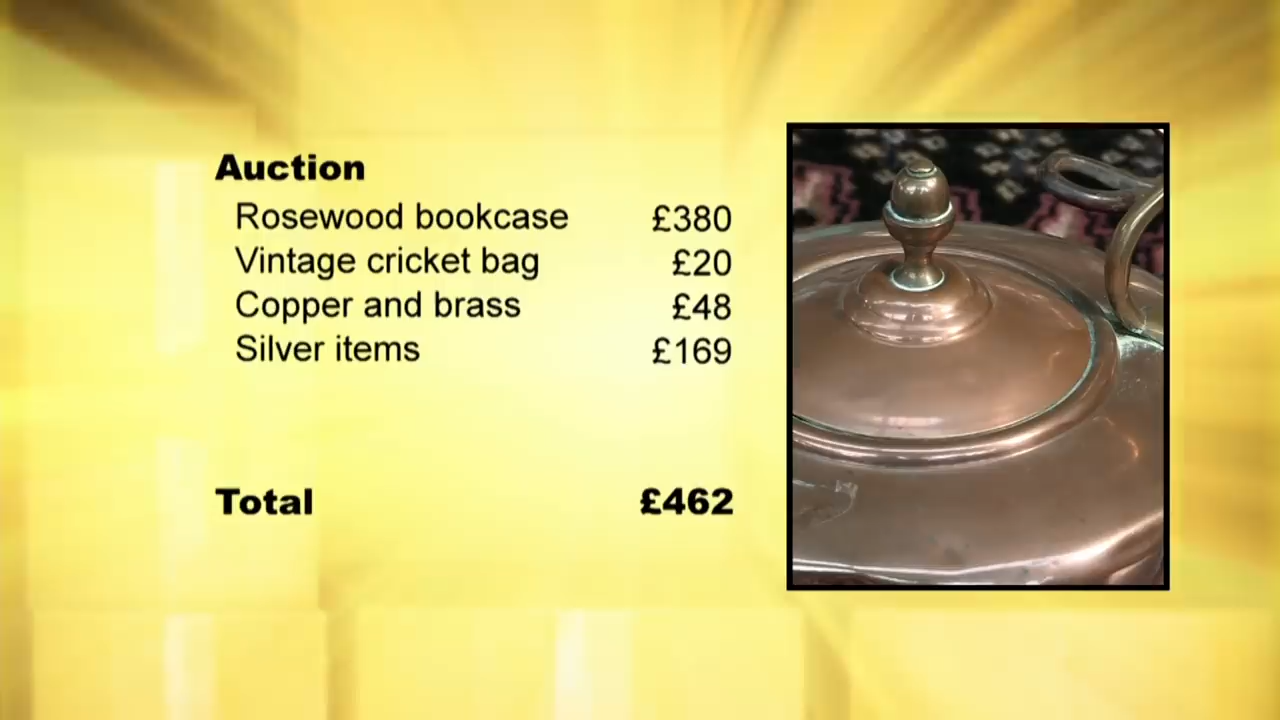 Auction
Rosewood bookcase £380
Vintage cricket bag £20
Copper and brass £48
Silver items £169
Total £462